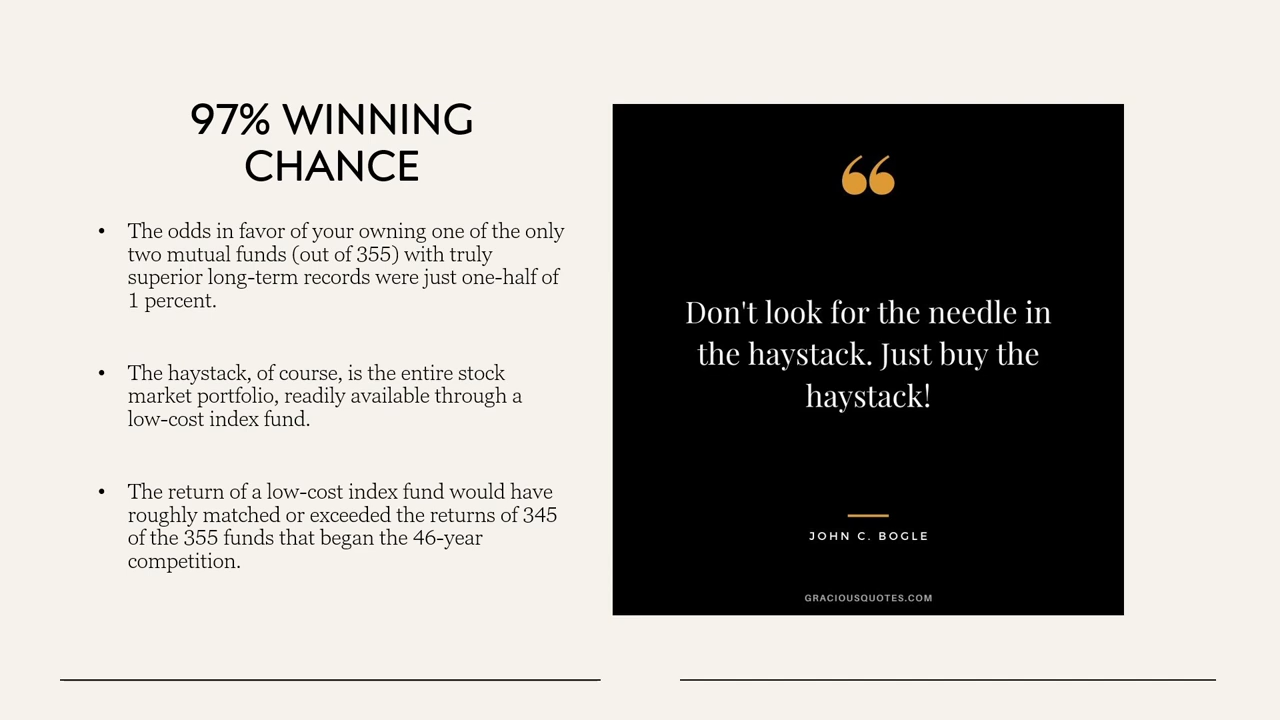 97% WINNING
CHANCE
• The odds in favor of your owning one of the only
two mutual funds (out of 355) with truly
superior long-term records were just one-half of
1 percent.
• The haystack, of course, is the entire stock
market portfolio, readily available through a
low-cost index fund.
• The return of a low-cost index fund would have
roughly matched or exceeded the returns of 345
of the 355 funds that began the 46-year
competition.
“
Don't look for the needle in
the haystack. Just buy the
haystack!
JOHN C. BOGLE
GRACIOUSQUOTES.COM